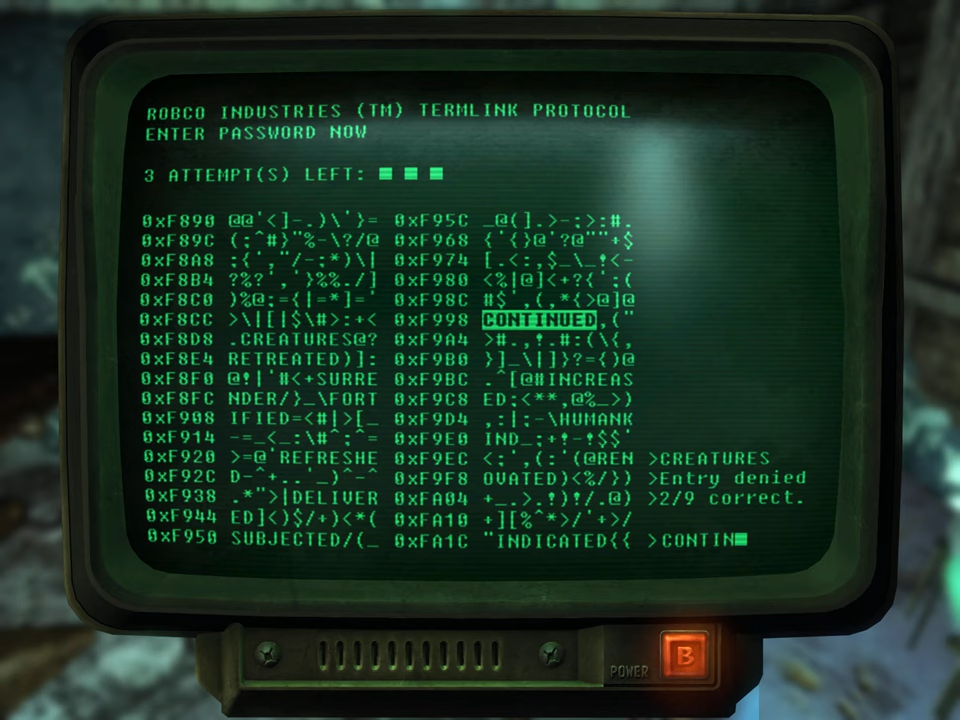 ROBCO INDUSTRIES (TM) TERMLINK PROTOCOL
ENTER PASSWORD NOW
3 ATTEMPT(S) LEFT: ■ ■ ■
0xF890 @@'<]-.)\'}= 0xF95C _@(].>-;>:#.
0xF89C (;^#}"%-\?/@ 0xF968 {'{}@'?@""+$
0xF8A8 :{',"/-:*)\| 0xF974 [.<:,$_\_!<-
0xF8B4 ?%?','}%%./] 0xF980 <%|@]<+?{';(
0xF8C0 )%@;={|=*]=' 0xF98C #$',(,*{>@]@
0xF8CC >\|[|$\#>:+< 0xF998 CONTINUED,("
0xF8D8 .CREATURES@? 0xF9A4 >#.,!.#:(\{,
0xF8E4 RETREATED)]: 0xF9B0 }]_\|]}?={)@
0xF8F0 @!|'#<+SURRE 0xF9BC .^[@#INCREAS
0xF8FC NDER/}_\FORT 0xF9C8 ED;<**,@%_>)
0xF908 IFIED=<#|>[_ 0xF9D4 ,:|;-\HUMANK
0xF914 -=_<_:\#^;^= 0xF9E0 IND_;+!-!$$'
0xF920 >=@'REFRESHE 0xF9EC <;',(:'(@REN >CREATURES
0xF92C D-^+..'_)^-^ 0xF9F8 OVATED)<%/}) >Entry denied
0xF938 .*">|DELIVER 0xFA04 +_.>.!)!/.@) >2/9 correct.
0xF944 ED]<)$/+)<*( 0xFA10 +][%^*>/'+>/
0xF950 SUBJECTED/(_ 0xFA1C "INDICATED{{ >CONTIN■
POWER B